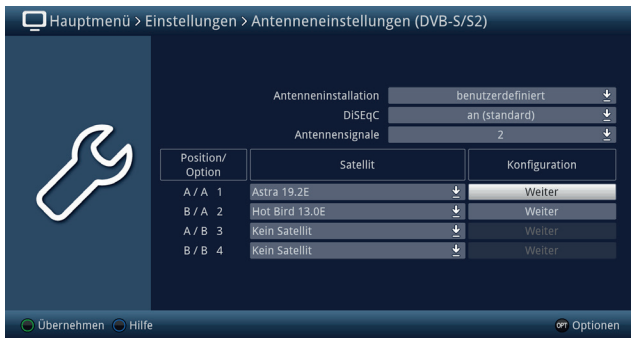 Hauptmenü > Einstellungen > Antenneneinstellungen (DVB-S/S2)
Antenneninstallation benutzerdefiniert
DiSEqC an (standard)
Antennensignale 2
Position/
Option Satellit Konfiguration
A / A 1 Astra 19.2E Weiter
B / A 2 Hot Bird 13.0E Weiter
A / B 3 Kein Satellit Weiter
B / B 4 Kein Satellit Weiter
Übernehmen Hilfe OPT Optionen